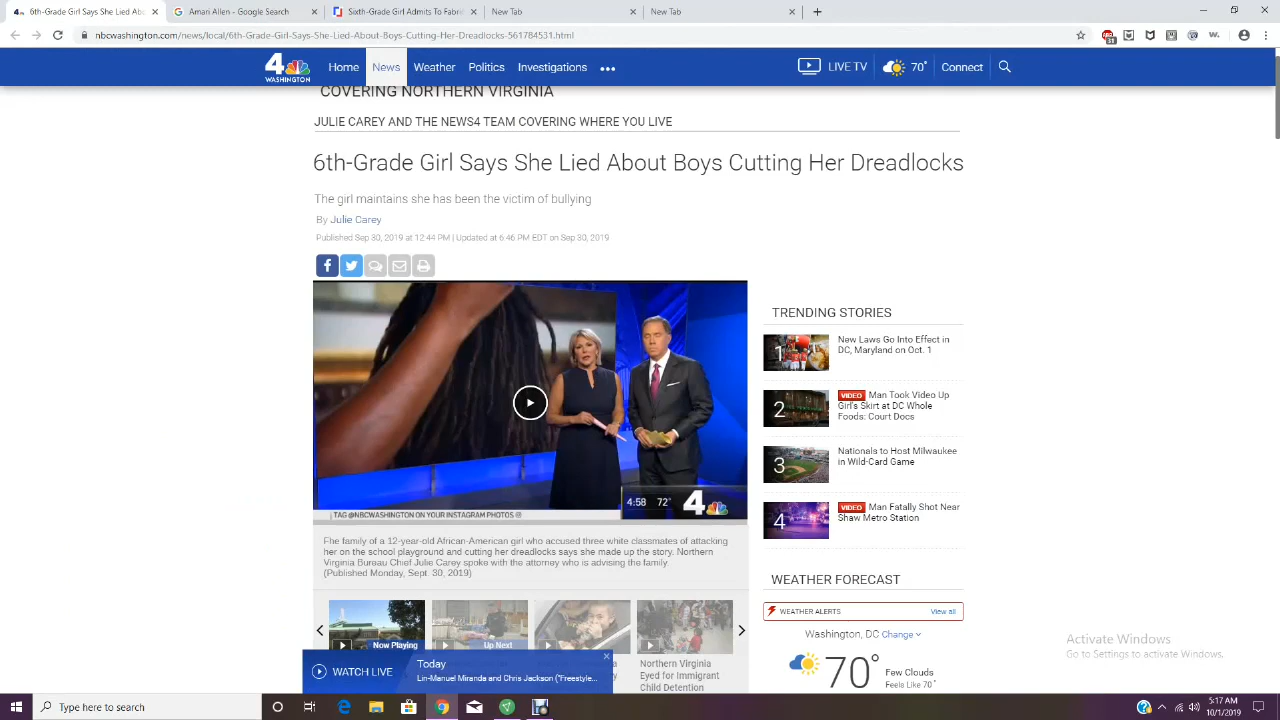 6th-Grade Girl Says She Lied Ab
Amari Allen -
6th Grade Girl Says
New Tab
nbcwashington.com/news/local/6th-Grade-Girl-Says-She-Lied-About-Boys-Cutting-Her-Dreadlocks-561784531.html
31
4 WASHINGTON
Home News Weather Politics Investigations
LIVE TV 70° Connect
COVERING NORTHERN VIRGINIA
JULIE CAREY AND THE NEWS4 TEAM COVERING WHERE YOU LIVE
6th-Grade Girl Says She Lied About Boys Cutting Her Dreadlocks
The girl maintains she has been the victim of bullying
By Julie Carey
Published Sep 30, 2019 at 12:44 PM | Updated at 6:46 PM EDT on Sep 30, 2019
4:58 72° 4
TAG @NBCWASHINGTON ON YOUR INSTAGRAM PHOTOS
The family of a 12-year-old African-American girl who accused three white classmates of attacking
her on the school playground and cutting her dreadlocks says she made up the story. Northern
Virginia Bureau Chief Julie Carey spoke with the attorney who is advising the family.
(Published Monday, Sept. 30, 2019)
Now Playing
Up Next
Northern Virginia
Eyed for Immigrant
Child Detention
WATCH LIVE
Today
Lin-Manuel Miranda and Chris Jackson ("Freestyle...
TRENDING STORIES
1
New Laws Go Into Effect in
DC, Maryland on Oct. 1
2
VIDEO Man Took Video Up
Girl's Skirt at DC Whole
Foods: Court Docs
3
Nationals to Host Milwaukee
in Wild-Card Game
4
VIDEO Man Fatally Shot Near
Shaw Metro Station
WEATHER FORECAST
WEATHER ALERTS View all
Washington, DC Change
70°
Few Clouds
Feels Like 70°
Activate Windows
Go to Settings to activate Windows.
Type here to search
5:17 AM
10/1/2019